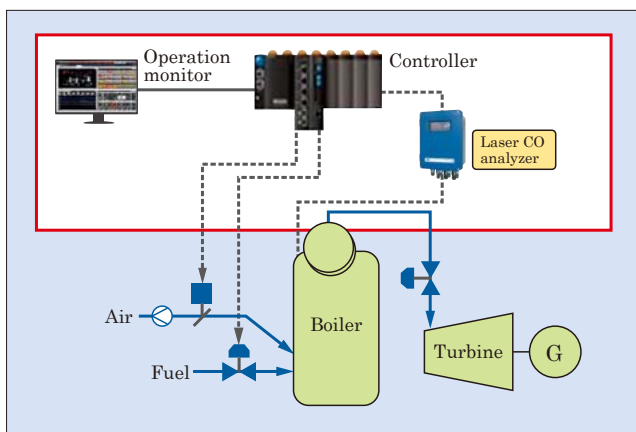 Operation
monitor
Controller
Laser CO
analyzer
Air
Boiler
Fuel
Turbine
G